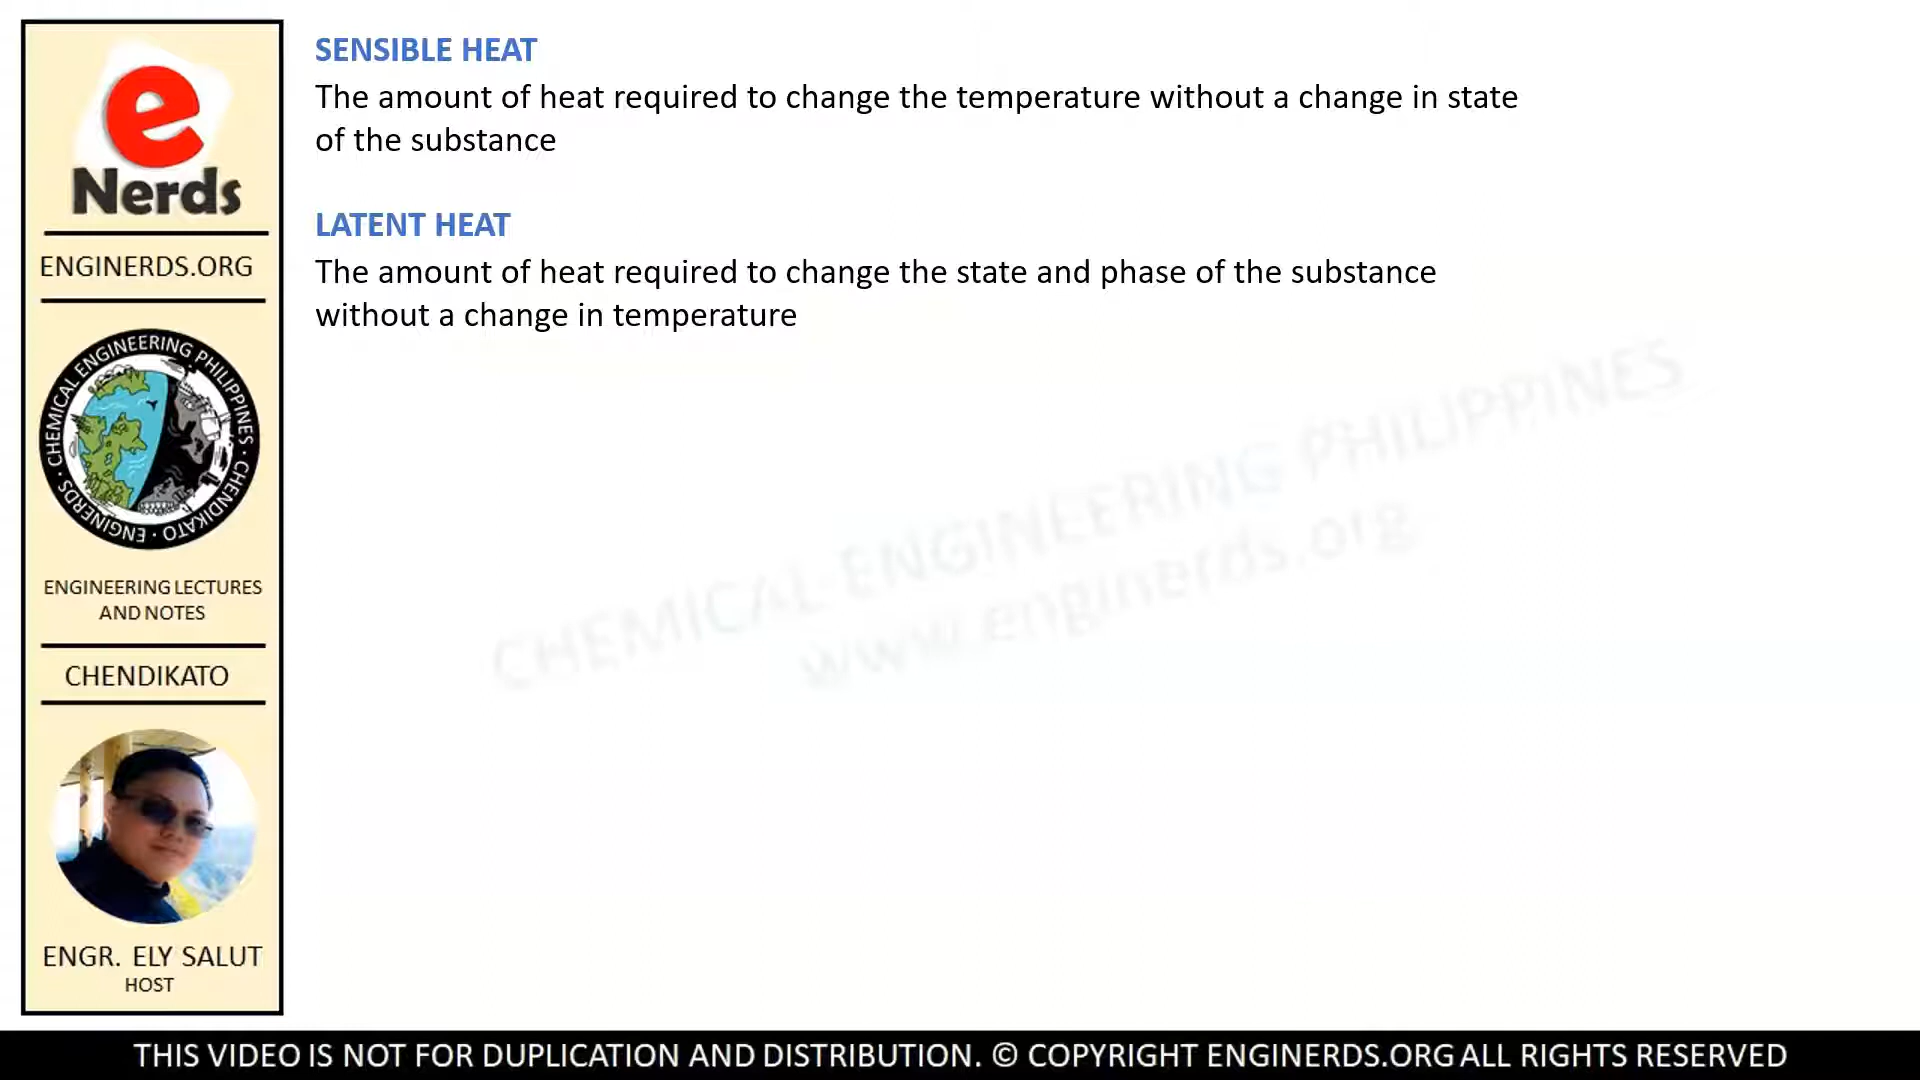 e
Nerds
ENGINERDS.ORG
CHEMICAL ENGINEERING PHILIPPINES · CHENDIKATO · ENGINERDS ·
ENGINEERING LECTURES
AND NOTES
CHENDIKATO
ENGR. ELY SALUT
HOST
SENSIBLE HEAT
The amount of heat required to change the temperature without a change in state
of the substance
LATENT HEAT
The amount of heat required to change the state and phase of the substance
without a change in temperature
CHEMICAL ENGINEERING PHILIPPINES
www.enginerds.org
THIS VIDEO IS NOT FOR DUPLICATION AND DISTRIBUTION. © COPYRIGHT ENGINERDS.ORG ALL RIGHTS RESERVED